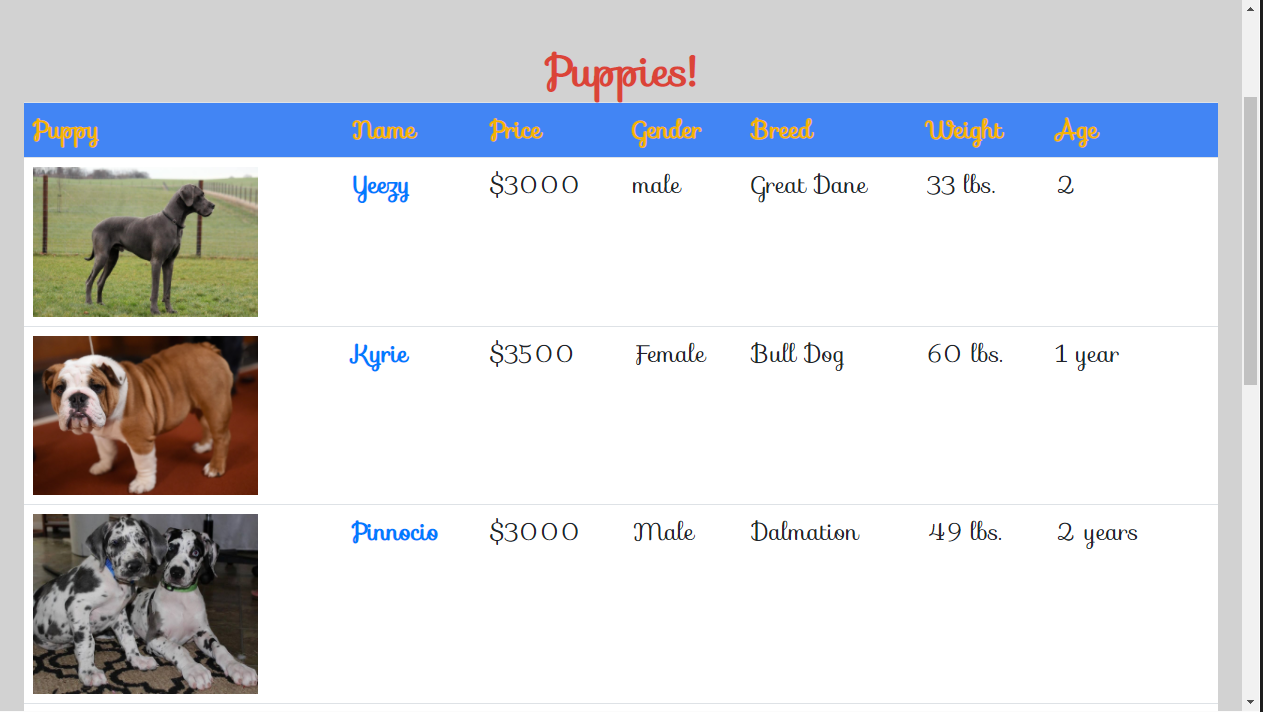 Puppies!
Puppy Name Price Gender Breed Weight Age
Yeezy $3000 male Great Dane 33 lbs. 2
Kyrie $3500 Female Bull Dog 60 lbs. 1 year
Pinnocio $3000 Male Dalmation 49 lbs. 2 years